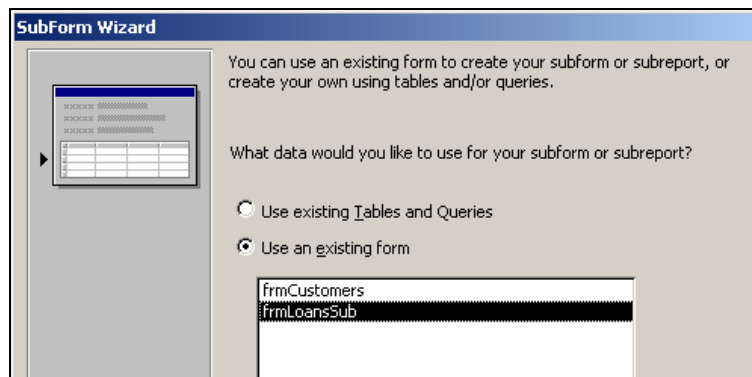 SubForm Wizard
You can use an existing form to create your subform or subreport, or
create your own using tables and/or queries.
What data would you like to use for your subform or subreport?
Use existing Tables and Queries
Use an existing form
frmCustomers
frmLoansSub